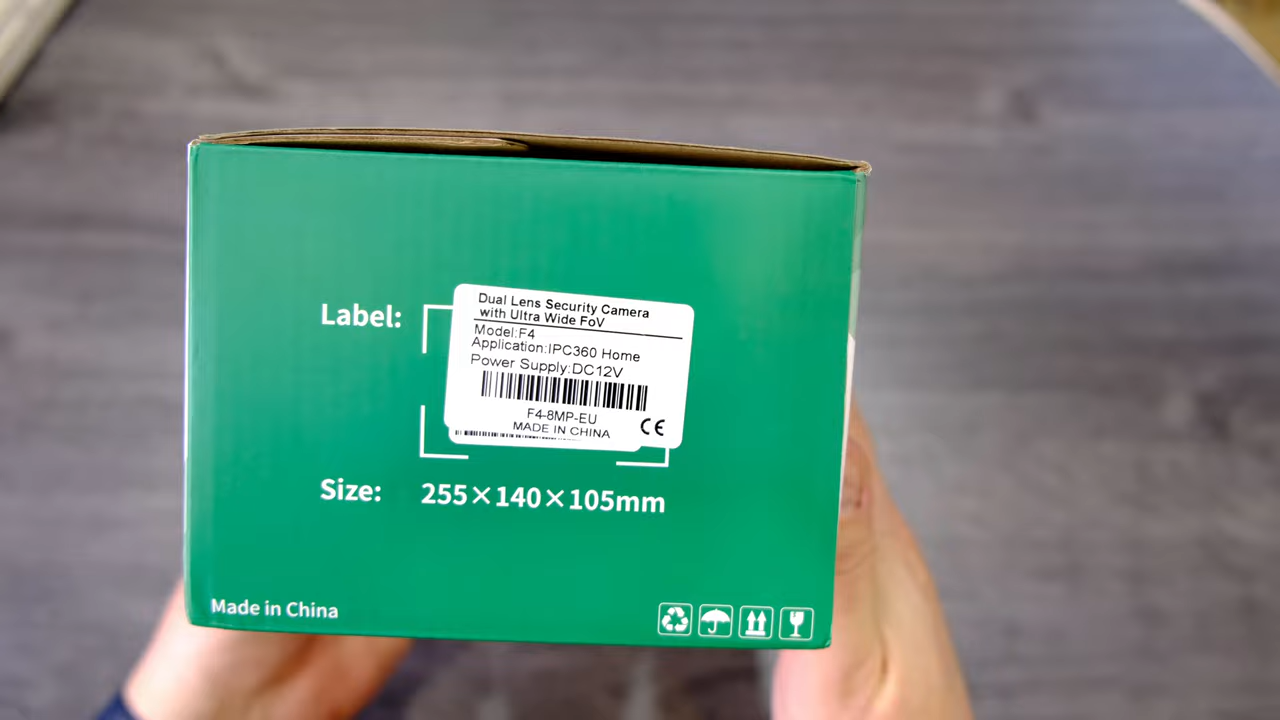 Label:
Dual Lens Security Camera
with Ultra Wide FoV
Model:F4
Application:IPC360 Home
Power Supply:DC12V
F4-8MP-EU
MADE IN CHINA
CE
Size: 255×140×105mm
Made in China